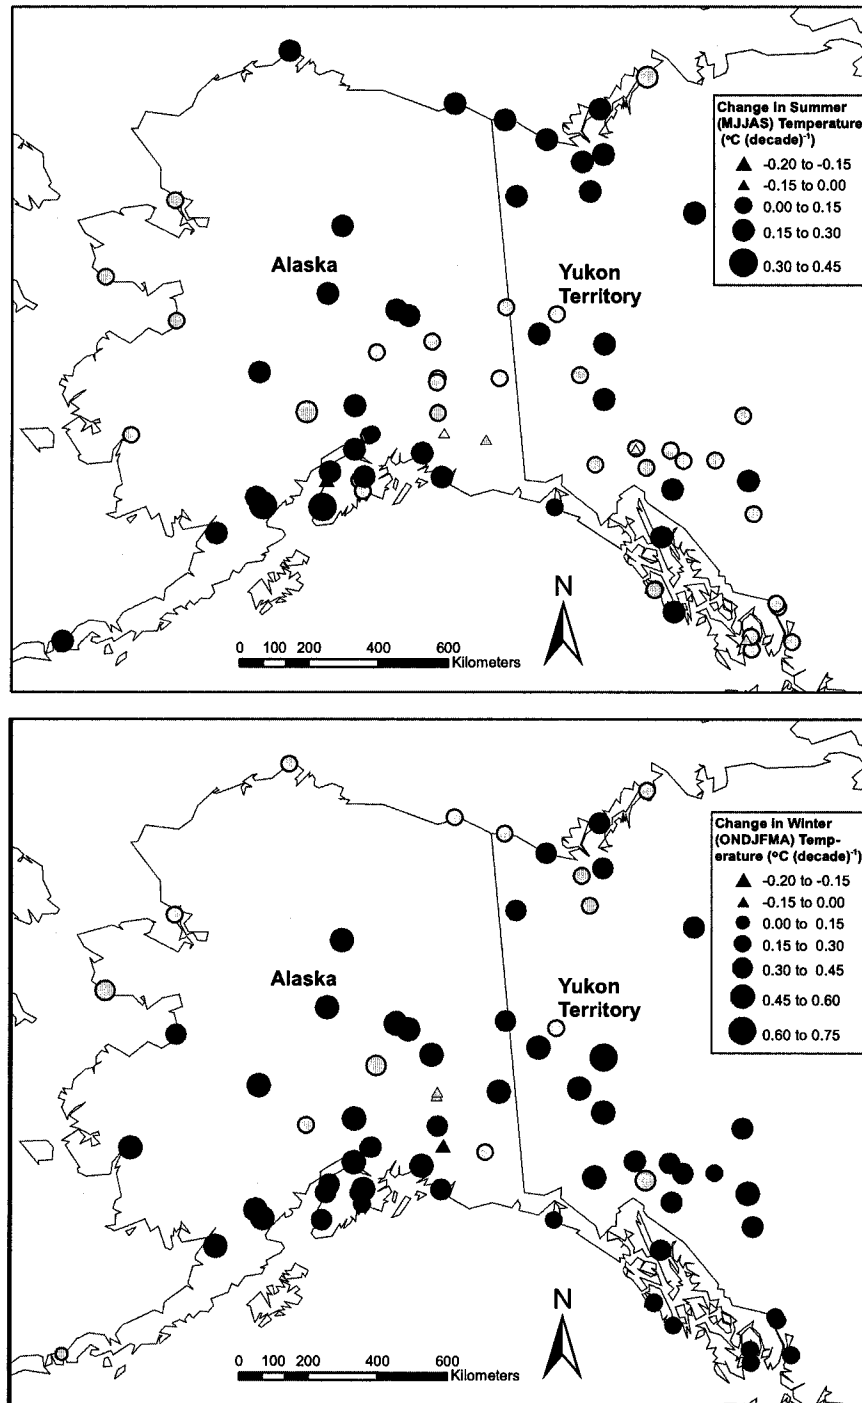 Change in Summer
(MJJAS) Temperature
(°C (decade)⁻¹)
-0.20 to -0.15
-0.15 to 0.00
0.00 to 0.15
0.15 to 0.30
0.30 to 0.45
Alaska
Yukon
Territory
N
0 100 200 400 600
Kilometers
Change in Winter
(ONDJFMA) Temp-
erature (°C (decade)⁻¹)
-0.20 to -0.15
-0.15 to 0.00
0.00 to 0.15
0.15 to 0.30
0.30 to 0.45
0.45 to 0.60
0.60 to 0.75
Alaska
Yukon
Territory
N
0 100 200 400 600
Kilometers